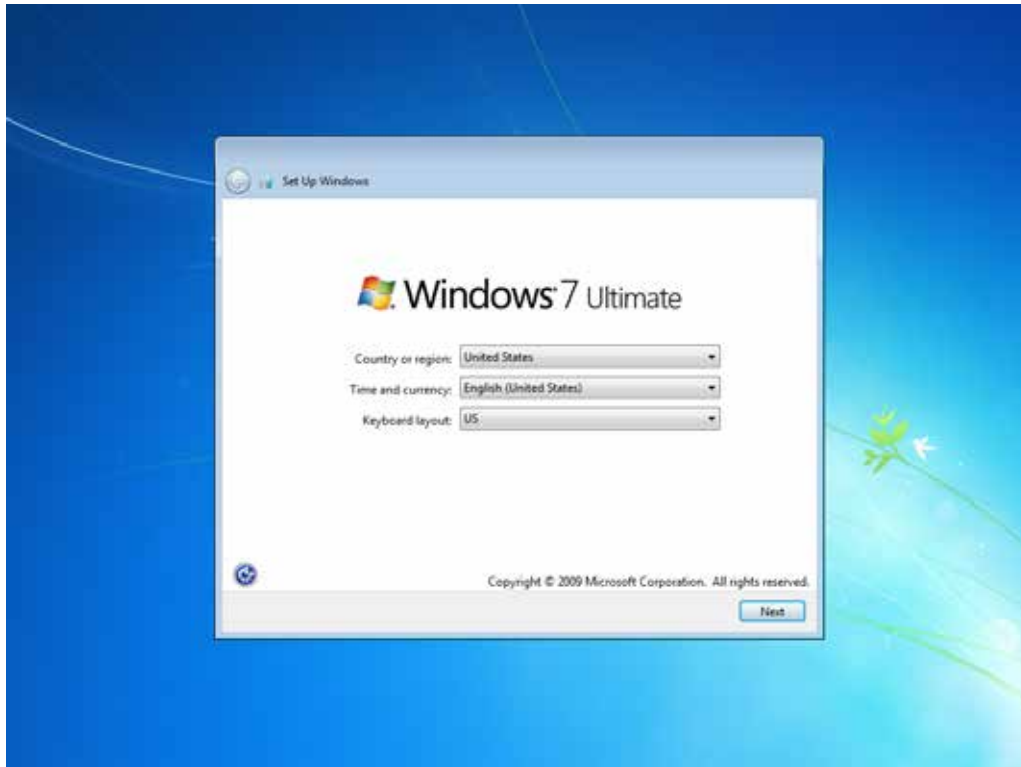 Set Up Windows
Windows 7 Ultimate
Country or region: United States
Time and currency: English (United States)
Keyboard layout: US
Copyright © 2009 Microsoft Corporation. All rights reserved.
Next